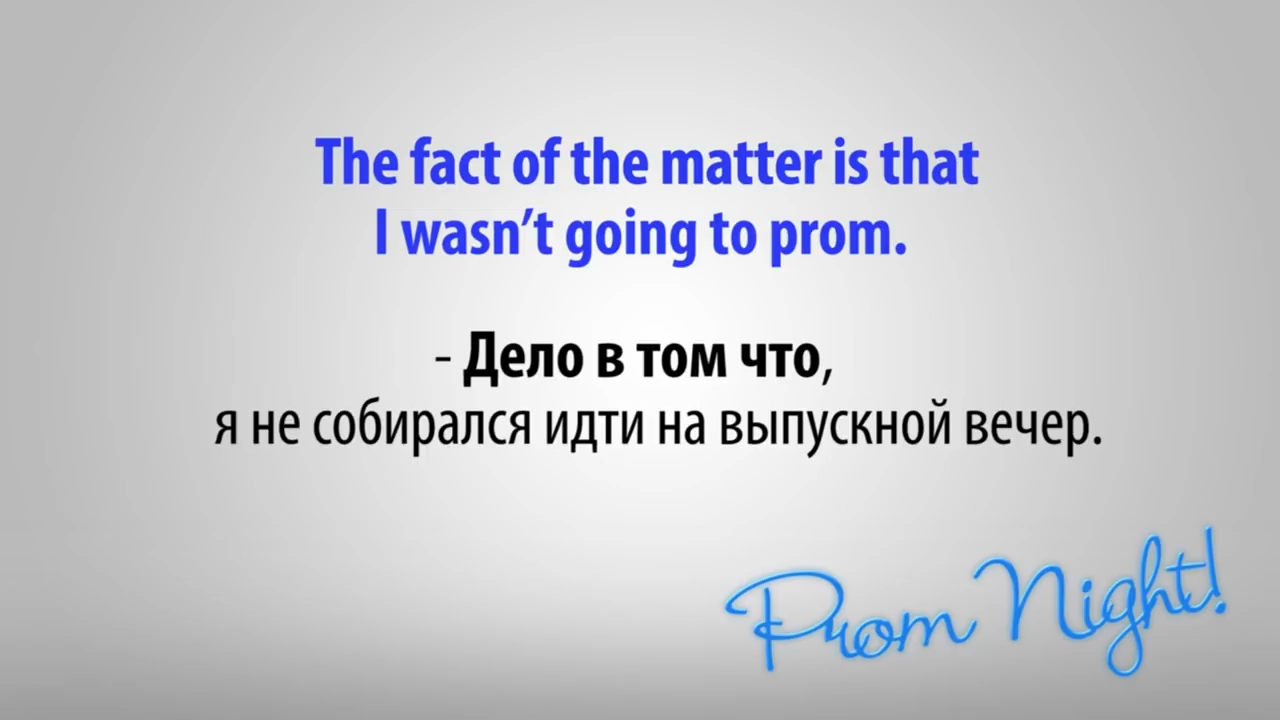 The fact of the matter is that
I wasn’t going to prom.
- Дело в том что,
я не собирался идти на выпускной вечер.
Prom Night!